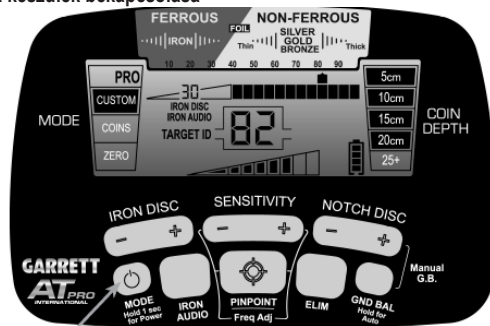 készülék bekapcsolása
FERROUS NON-FERROUS
IRON FOIL Thin SILVER GOLD BRONZE Thick
10 20 30 40 50 60 70 80 90
MODE
PRO
CUSTOM
COINS
ZERO
30
IRON DISC
IRON AUDIO
TARGET ID 82
5cm
10cm
15cm
20cm
25+
COIN
DEPTH
IRON DISC SENSITIVITY NOTCH DISC
- + - + - +
GARRETT
AT PRO
INTERNATIONAL
MODE
Hold 1 sec
for Power
IRON
AUDIO
PINPOINT
Freq Adj
ELIM
GND BAL
Hold for
Auto
Manual
G.B.